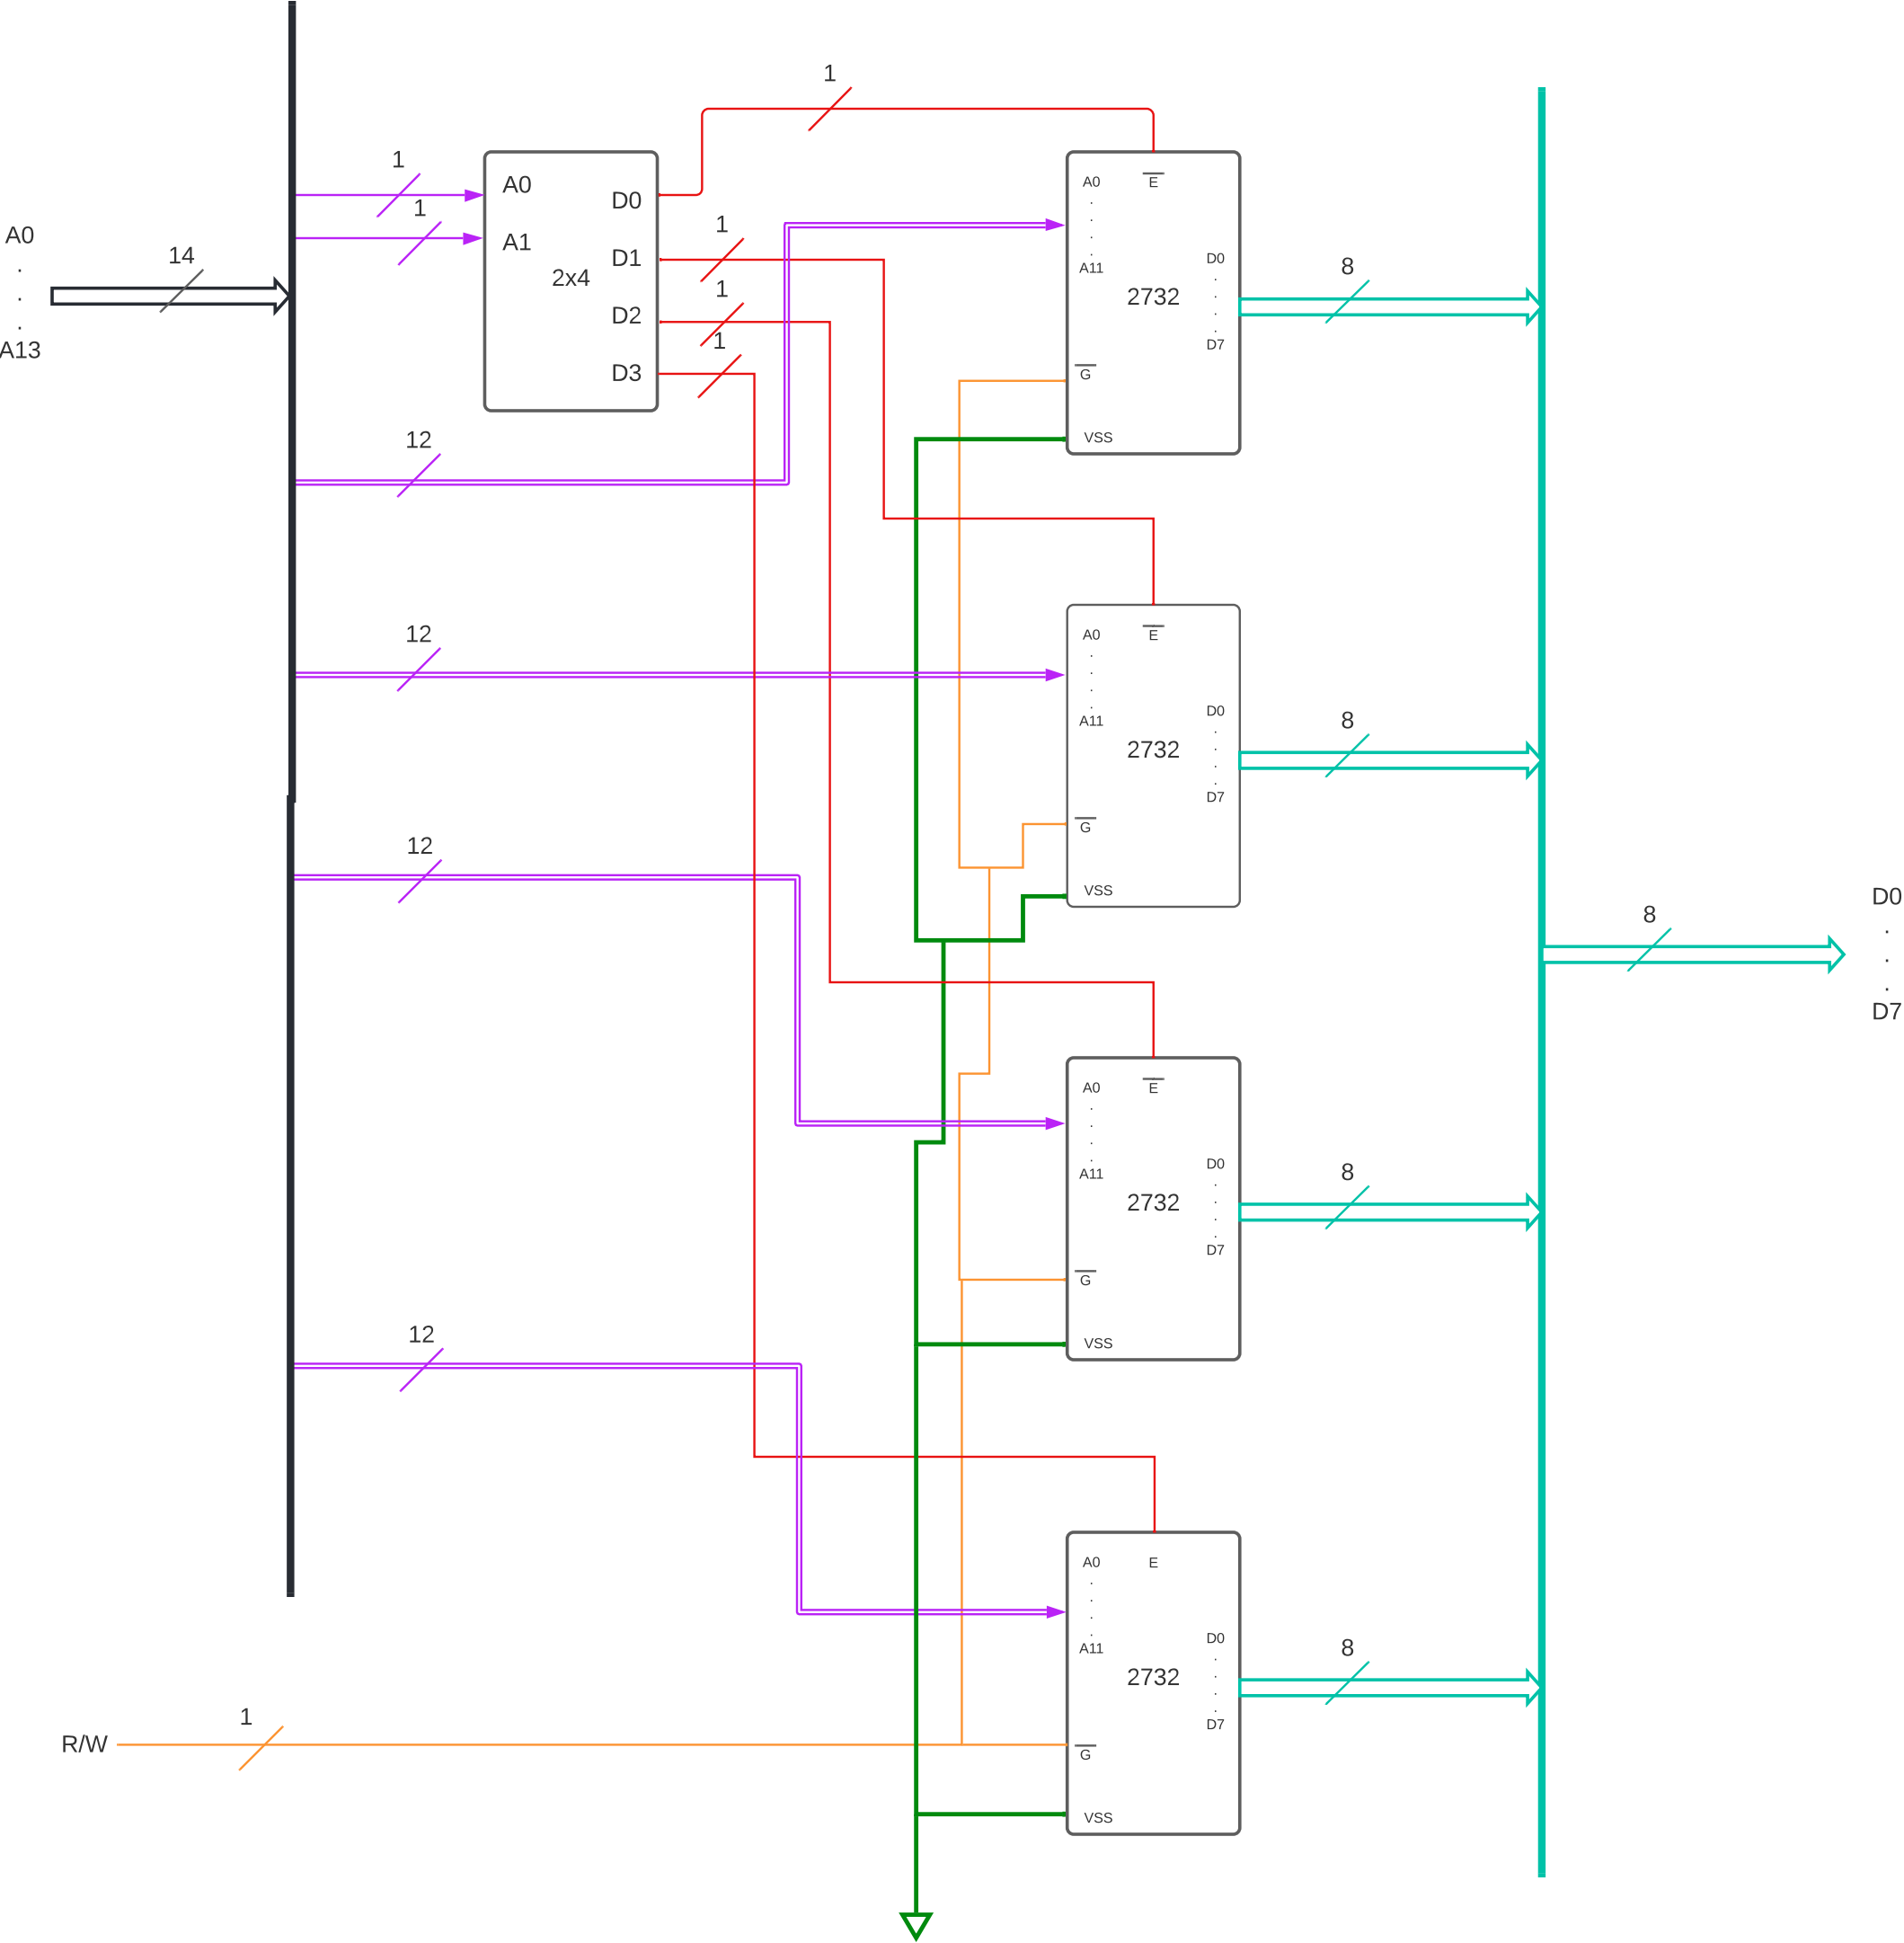 A0
.
.
.
A13
14
1
1
A0
A1
2x4
D0
D1
D2
D3
1
1
1
1
12
12
12
12
R/W
1
A0
.
.
.
.
A11
E
2732
D0
.
.
.
.
D7
G
VSS
8
A0
.
.
.
.
A11
E
2732
D0
.
.
.
.
D7
G
VSS
8
A0
.
.
.
.
A11
E
2732
D0
.
.
.
.
D7
G
VSS
8
A0
.
.
.
.
A11
E
2732
D0
.
.
.
.
D7
G
VSS
8
8
D0
.
.
.
D7